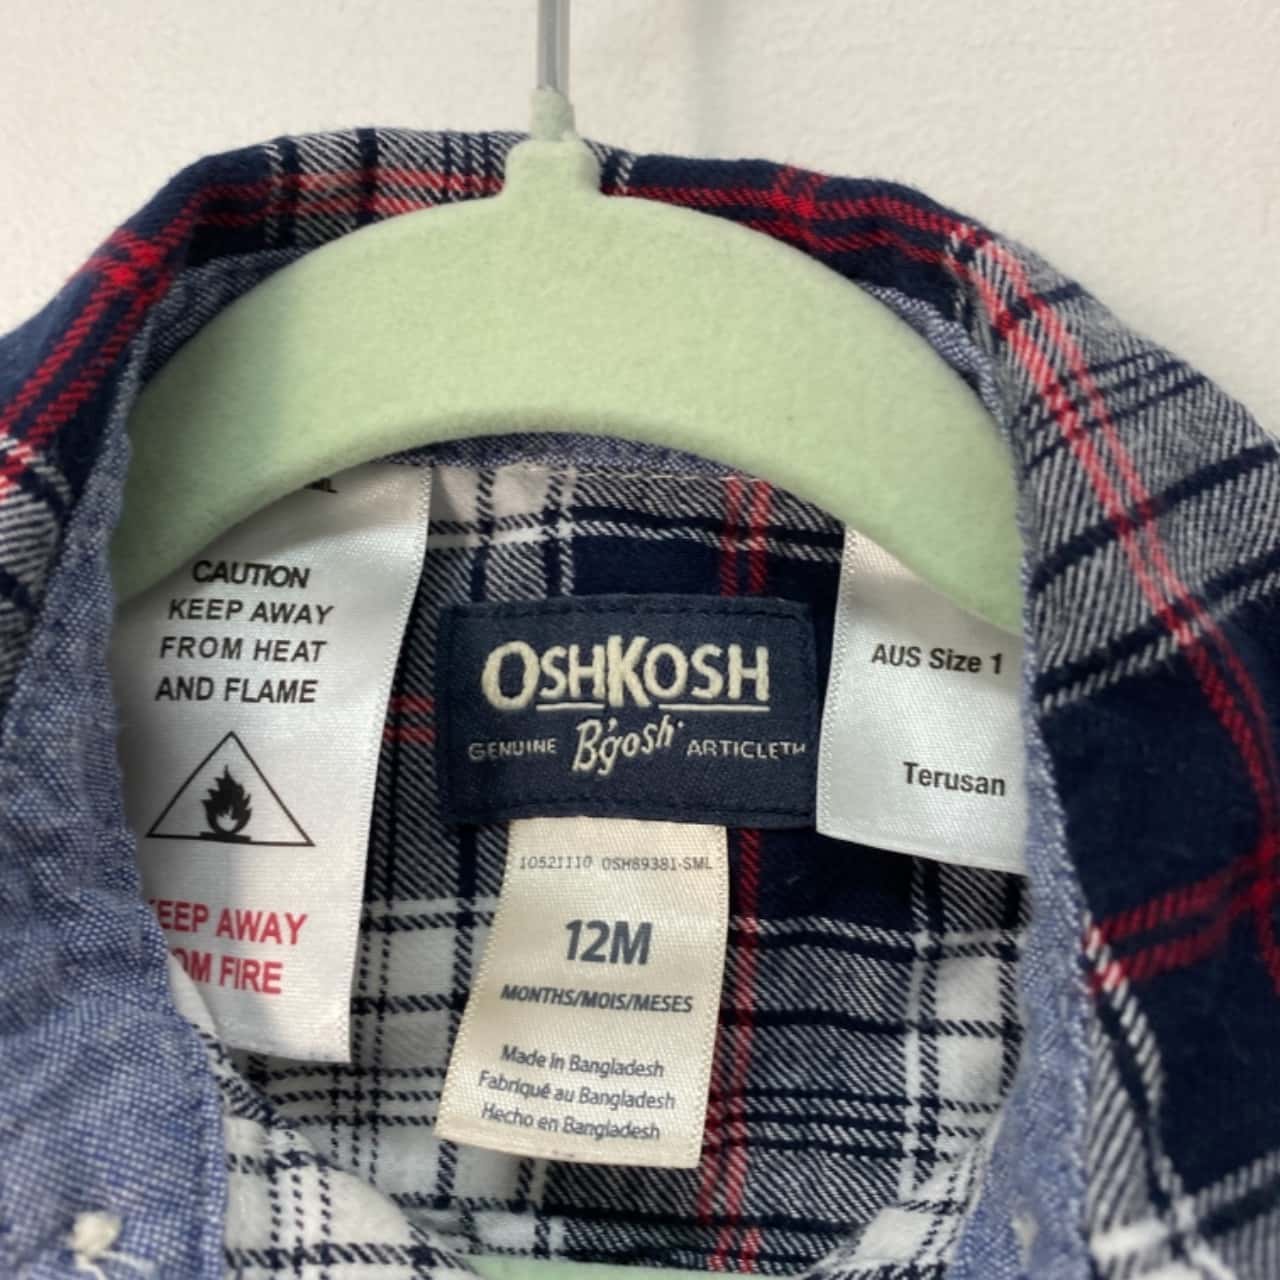 CAUTION
KEEP AWAY
FROM HEAT
AND FLAME
EEP AWAY
OM FIRE
OSHKOSH
GENUINE B'gosh ARTICLETH
10521110 OSH89381-SML
12M
MONTHS/MOIS/MESES
Made in Bangladesh
Fabriqué au Bangladesh
Hecho en Bangladesh
AUS Size 1
Terusan